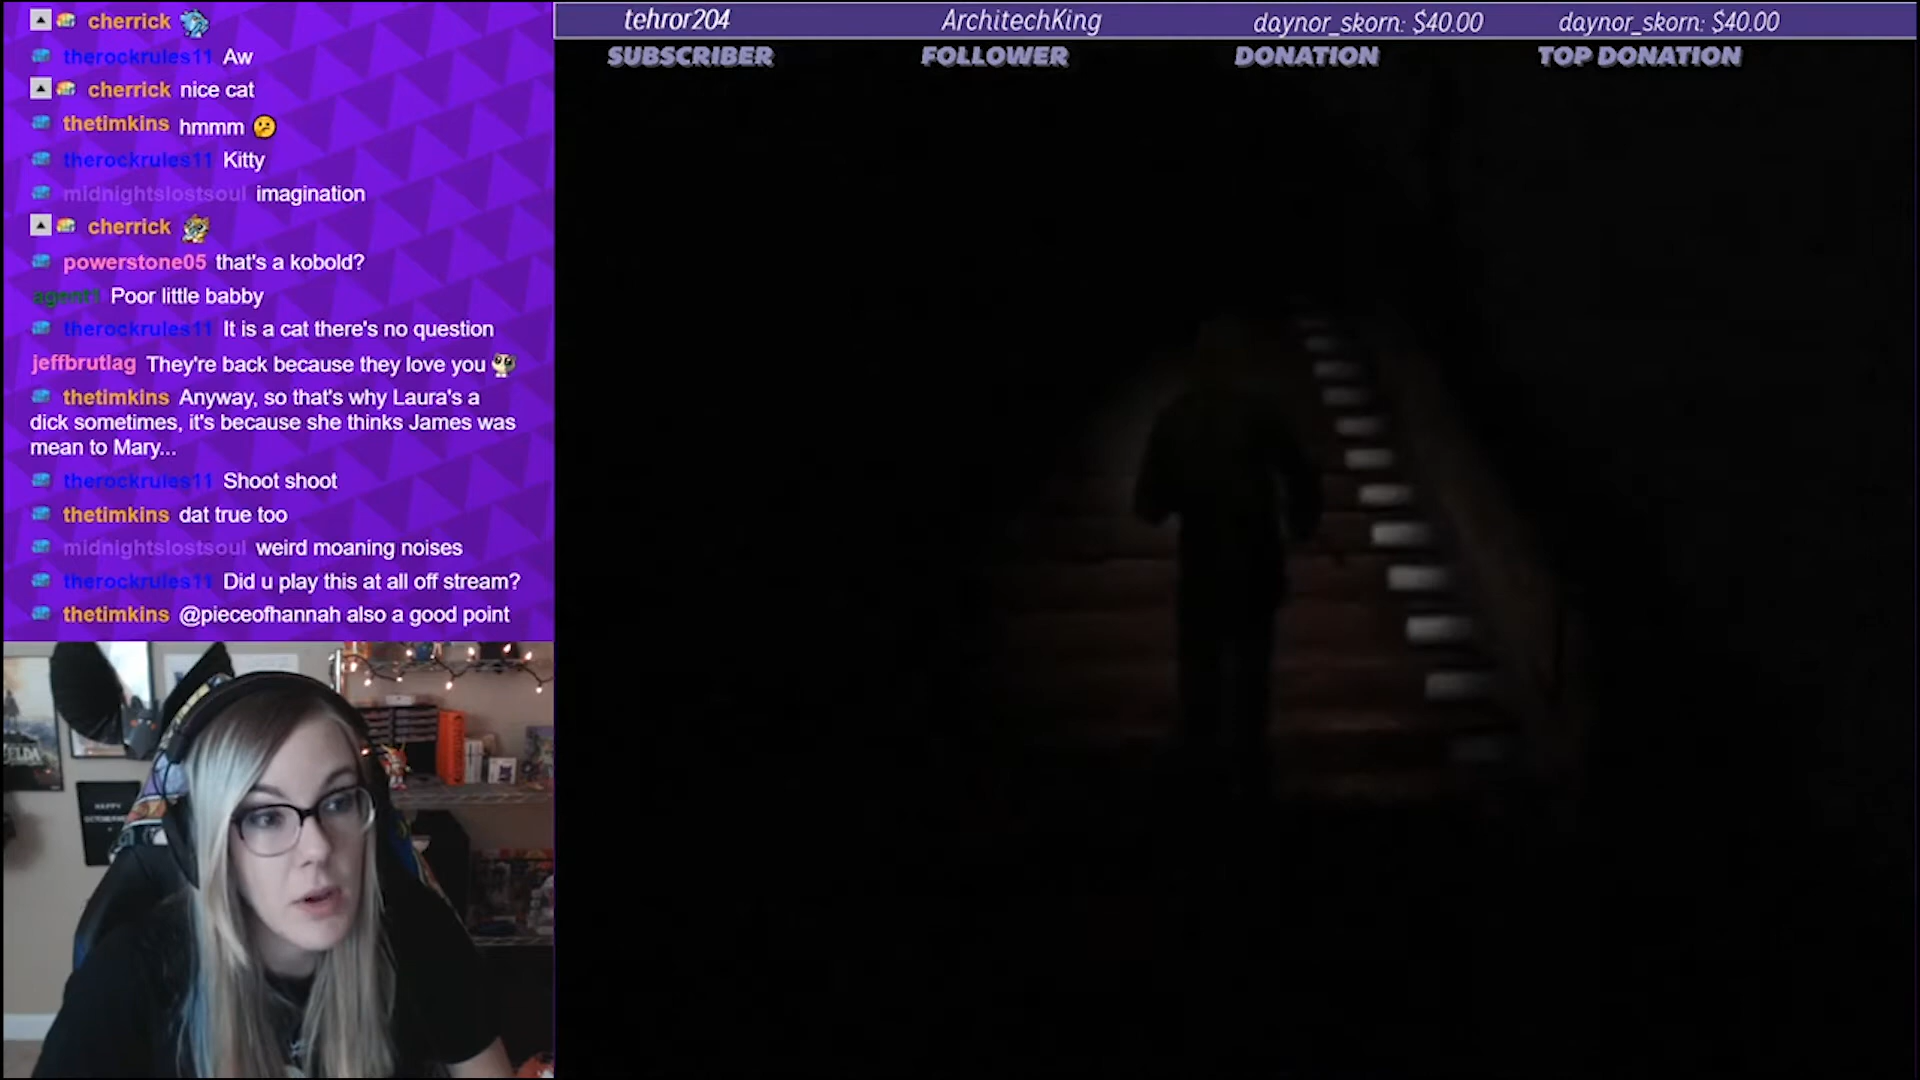 tehror204 ArchitechKing daynor_skorn: $40.00 daynor_skorn: $40.00
SUBSCRIBER FOLLOWER DONATION TOP DONATION
cherrick
therockrules11 Aw
cherrick nice cat
thetimkins hmmm
therockrules11 Kitty
midnightslostsoul imagination
cherrick
powerstone05 that's a kobold?
agent1 Poor little babby
therockrules11 It is a cat there's no question
jeffbrutlag They're back because they love you
thetimkins Anyway, so that's why Laura's a
dick sometimes, it's because she thinks James was
mean to Mary...
therockrules11 Shoot shoot
thetimkins dat true too
midnightslostsoul weird moaning noises
therockrules11 Did u play this at all off stream?
thetimkins @pieceofhannah also a good point
HAPPY